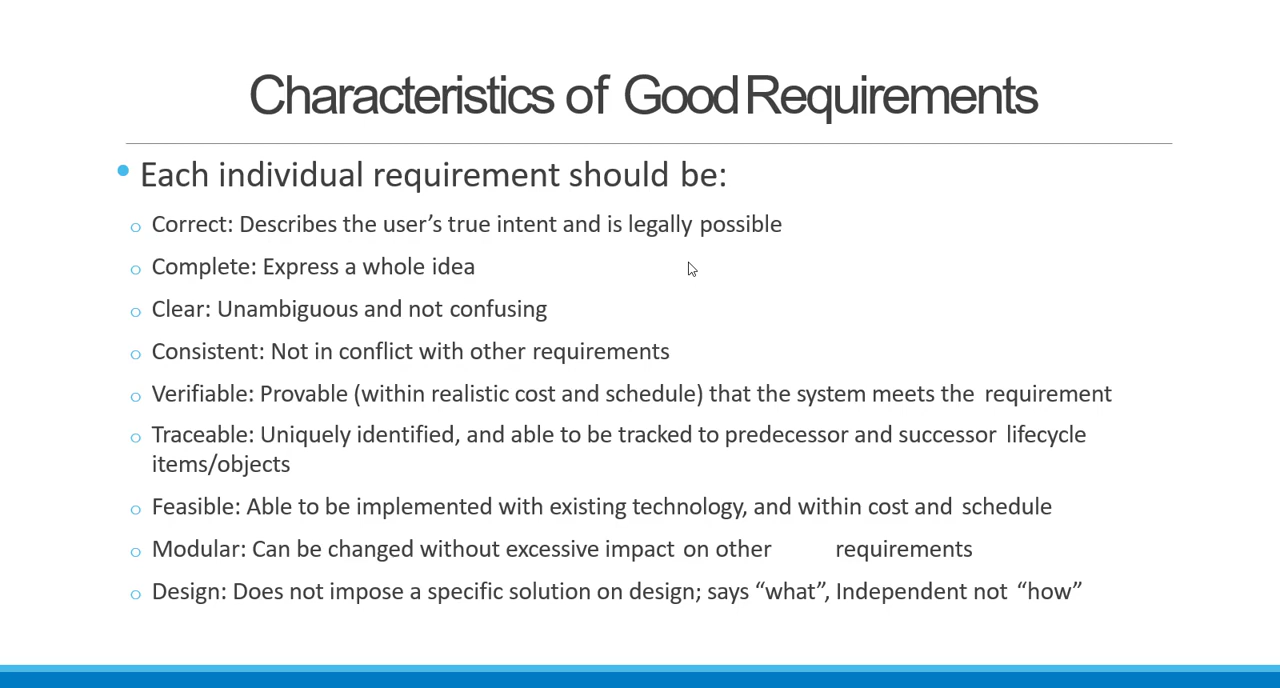 Characteristics of Good Requirements
• Each individual requirement should be:
o Correct: Describes the user’s true intent and is legally possible
o Complete: Express a whole idea
o Clear: Unambiguous and not confusing
o Consistent: Not in conflict with other requirements
o Verifiable: Provable (within realistic cost and schedule) that the system meets the requirement
o Traceable: Uniquely identified, and able to be tracked to predecessor and successor lifecycle
items/objects
o Feasible: Able to be implemented with existing technology, and within cost and schedule
o Modular: Can be changed without excessive impact on other requirements
o Design: Does not impose a specific solution on design; says “what”, Independent not “how”